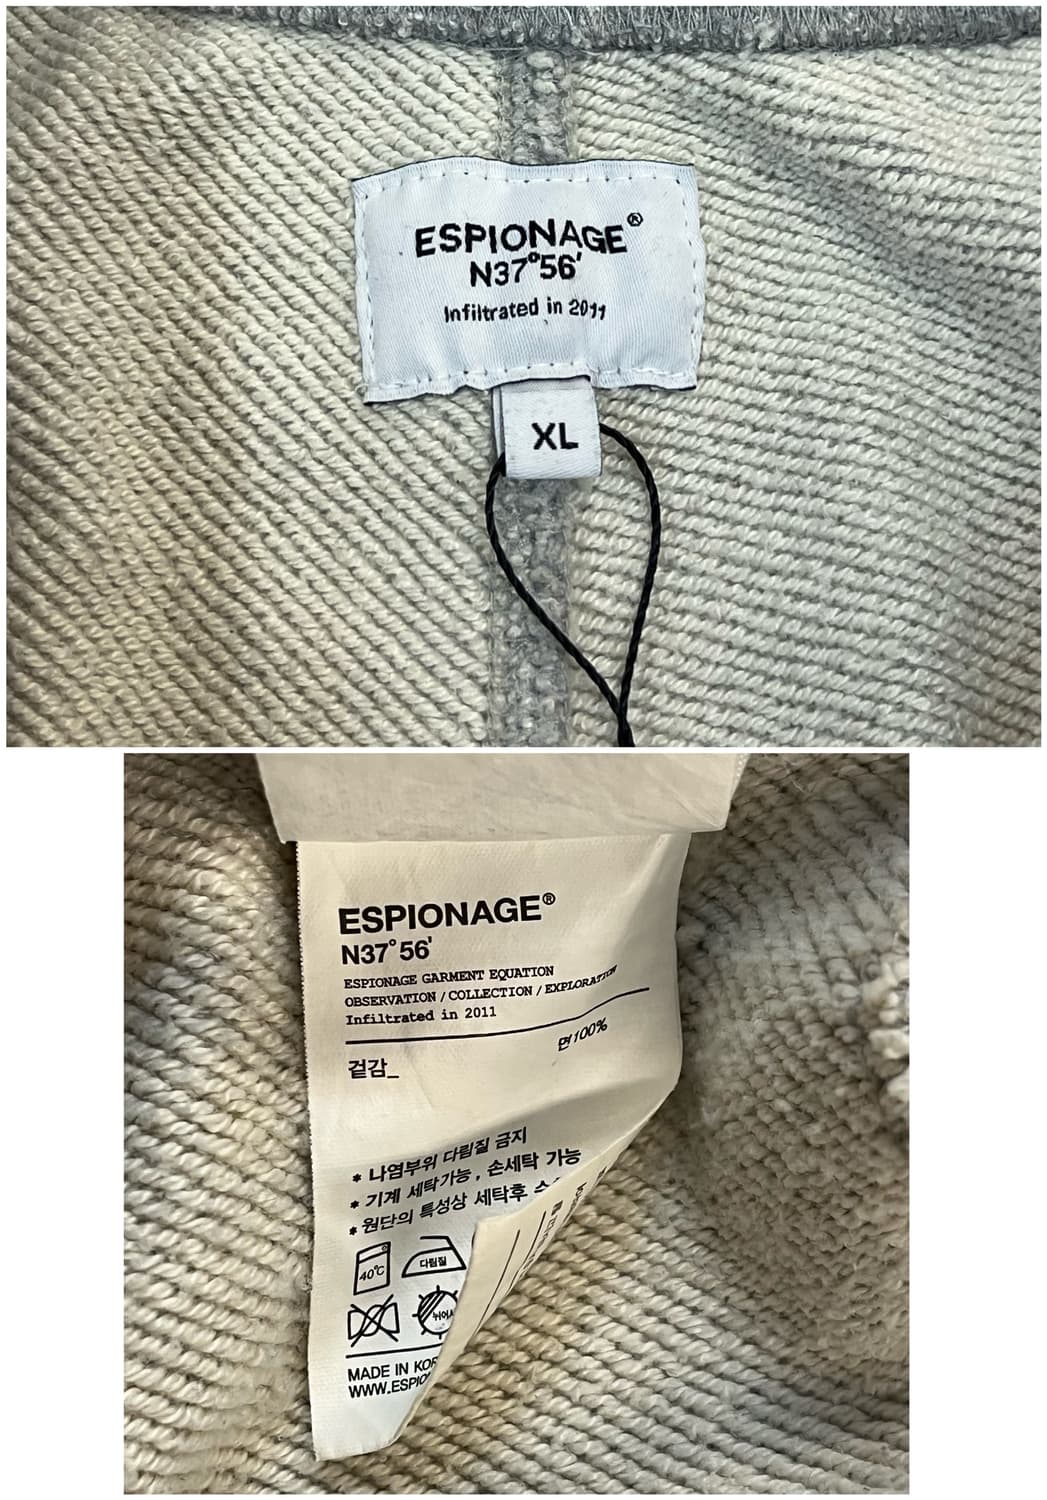 ESPIONAGE®
N37°56'
Infiltrated in 2011
XL
ESPIONAGE®
N37°56'
ESPIONAGE GARMENT EQUATION
OBSERVATION / COLLECTION / EXPLORATION
Infiltrated in 2011
겉감_ 면100%
* 나염부위 다림질 금지
* 기계 세탁가능, 손세탁 가능
* 원단의 특성상 세탁후
40℃ 다림질
뉘어
MADE IN KOR
WWW.ESPIO